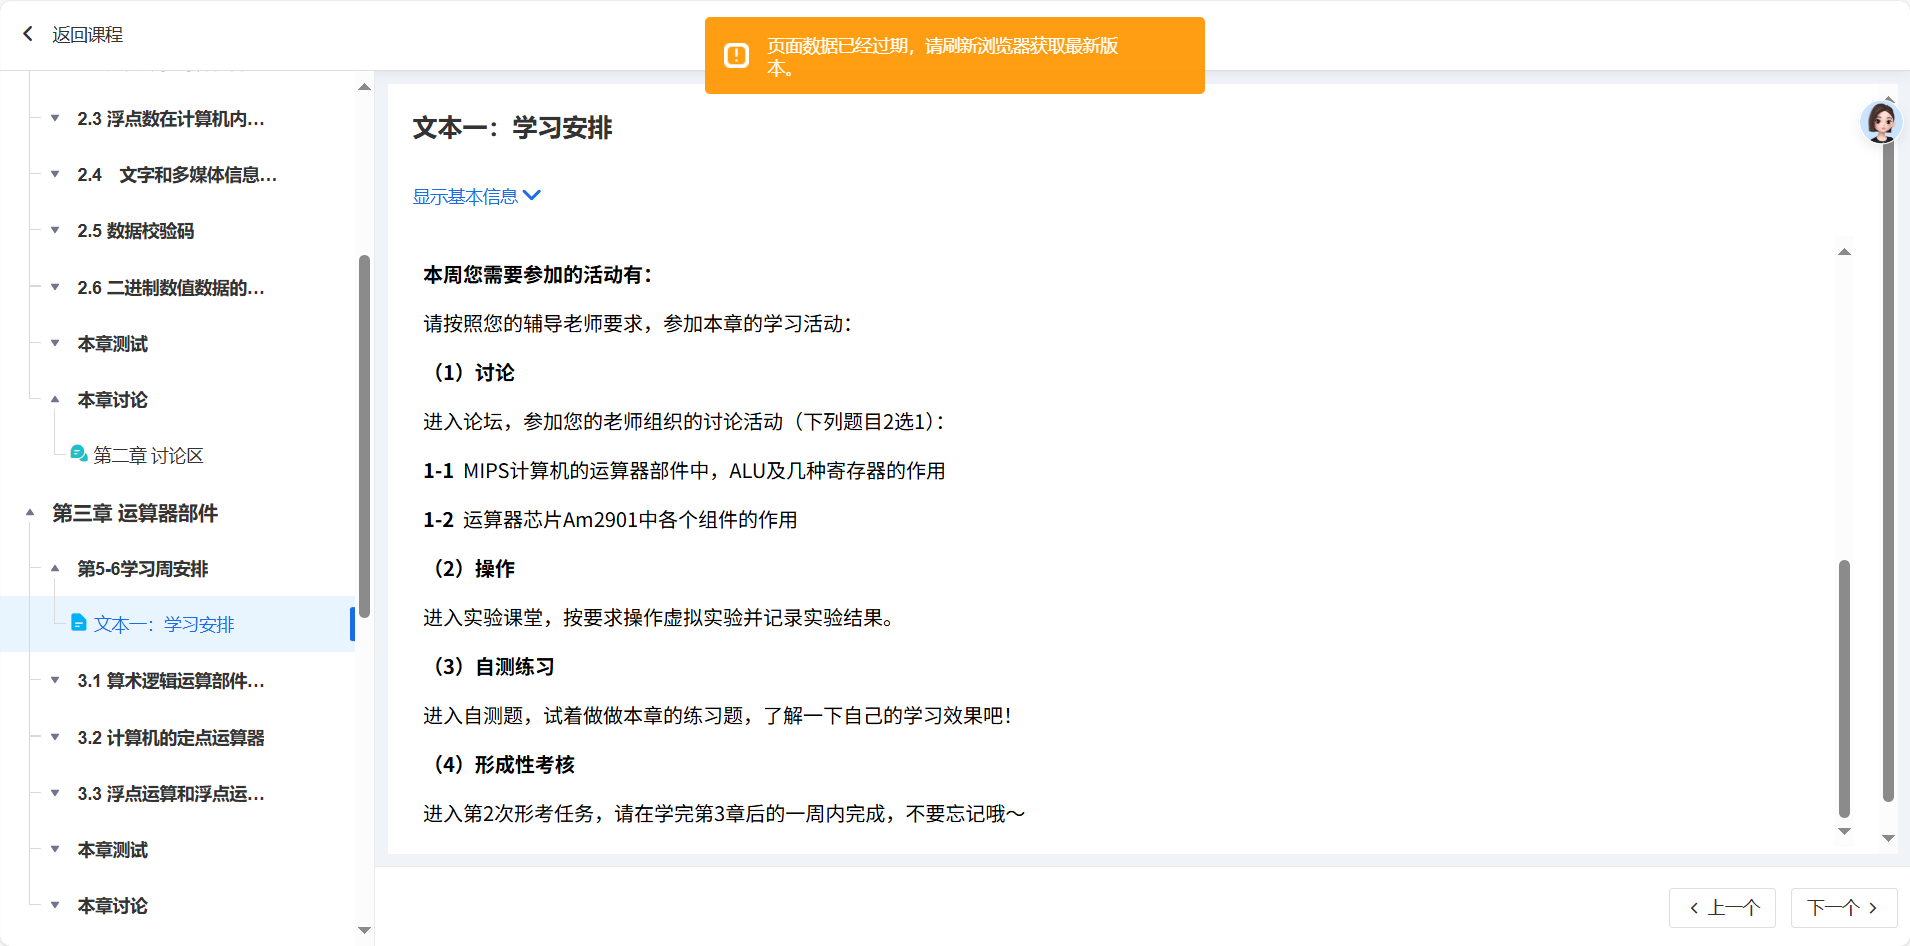 返回课程
页面数据已经过期，请刷新浏览器获取最新版
本。
2.3 浮点数在计算机内...
2.4 文字和多媒体信息...
2.5 数据校验码
2.6 二进制数值数据的...
本章测试
本章讨论
第二章 讨论区
第三章 运算器部件
第5-6学习周安排
文本一：学习安排
3.1 算术逻辑运算部件...
3.2 计算机的定点运算器
3.3 浮点运算和浮点运...
本章测试
本章讨论
文本一：学习安排
显示基本信息
本周您需要参加的活动有：
请按照您的辅导老师要求，参加本章的学习活动：
（1）讨论
进入论坛，参加您的老师组织的讨论活动（下列题目2选1）：
1-1 MIPS计算机的运算器部件中，ALU及几种寄存器的作用
1-2 运算器芯片Am2901中各个组件的作用
（2）操作
进入实验课堂，按要求操作虚拟实验并记录实验结果。
（3）自测练习
进入自测题，试着做做本章的练习题，了解一下自己的学习效果吧！
（4）形成性考核
进入第2次形考任务，请在学完第3章后的一周内完成，不要忘记哦～
上一个
下一个